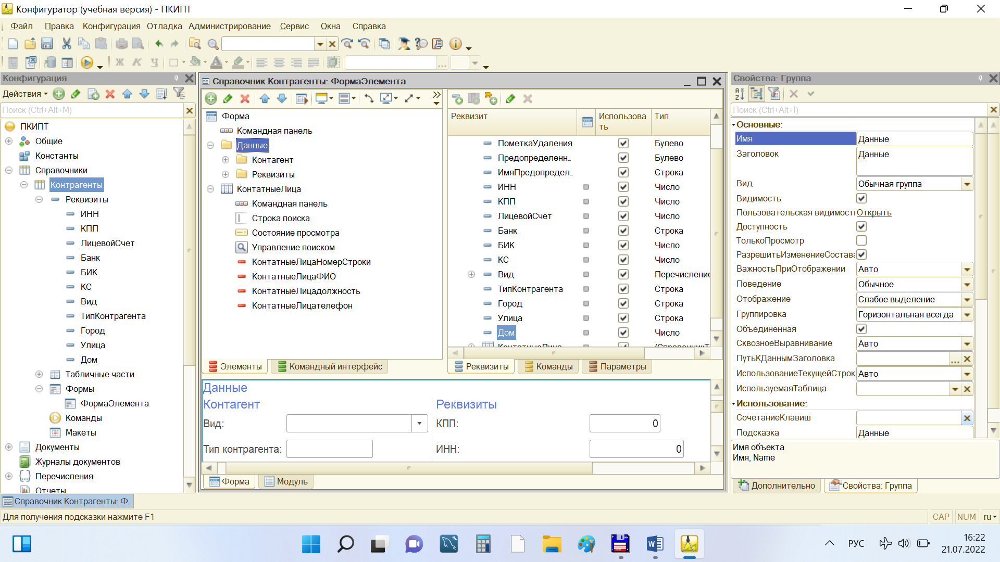 Конфигуратор (учебная версия) - ПКИПТ
Файл Правка Конфигурация Отладка Администрирование Сервис Окна Справка
Ж К Ч
Конфигурация
Действия
Поиск (Ctrl+Alt+M)
ПКИПТ
Общие
Константы
Справочники
Контрагенты
Реквизиты
ИНН
КПП
ЛицевойСчет
Банк
БИК
КС
Вид
ТипКонтрагента
Город
Улица
Дом
Табличные части
Формы
ФормаЭлемента
Команды
Макеты
Документы
Журналы документов
Перечисления
Отчеты
Справочник Контрагенты: ФормаЭлемента
Форма
Командная панель
Данные
Контагент
Реквизиты
КонтатныеЛица
Командная панель
Строка поиска
Состояние просмотра
Управление поиском
КонтатныеЛицаНомерСтроки
КонтатныеЛицаФИО
КонтатныеЛицадолжность
КонтатныеЛицателефон
Элементы Командный интерфейс
Реквизит Использова
ть Тип
ПометкаУдаления Булево
Предопределенн... Булево
ИмяПредопредел... Строка
ИНН Число
КПП Число
ЛицевойСчет Число
Банк Строка
БИК Число
КС Число
Вид Перечисление
ТипКонтрагента Строка
Город Строка
Улица Строка
Дом Число
КонтатныеЛица (СправочникТ
Реквизиты Команды Параметры
Данные
Контагент Реквизиты
Вид: КПП: 0
Тип контрагента: ИНН: 0
Форма Модуль
Свойства: Группа
Поиск (Ctrl+Alt+I)
Основные:
Имя Данные
Заголовок Данные
Вид Обычная группа
Видимость
Пользовательская видимость Открыть
Доступность
ТолькоПросмотр
РазрешитьИзменениеСостава
ВажностьПриОтображении Авто
Поведение Обычное
Отображение Слабое выделение
Группировка Горизонтальная всегда
Объединенная
СквозноеВыравнивание Авто
ПутьКДаннымЗаголовка ...
ИспользованиеТекущейСтрок Авто
ИспользуемаяТаблица
Использование:
СочетаниеКлавиш
Подсказка Данные
Имя объекта
Имя, Name
Дополнительно Свойства: Группа
Справочник Контрагенты: Ф...
Для получения подсказки нажмите F1
CAP NUM ru
РУС
16:22
21.07.2022